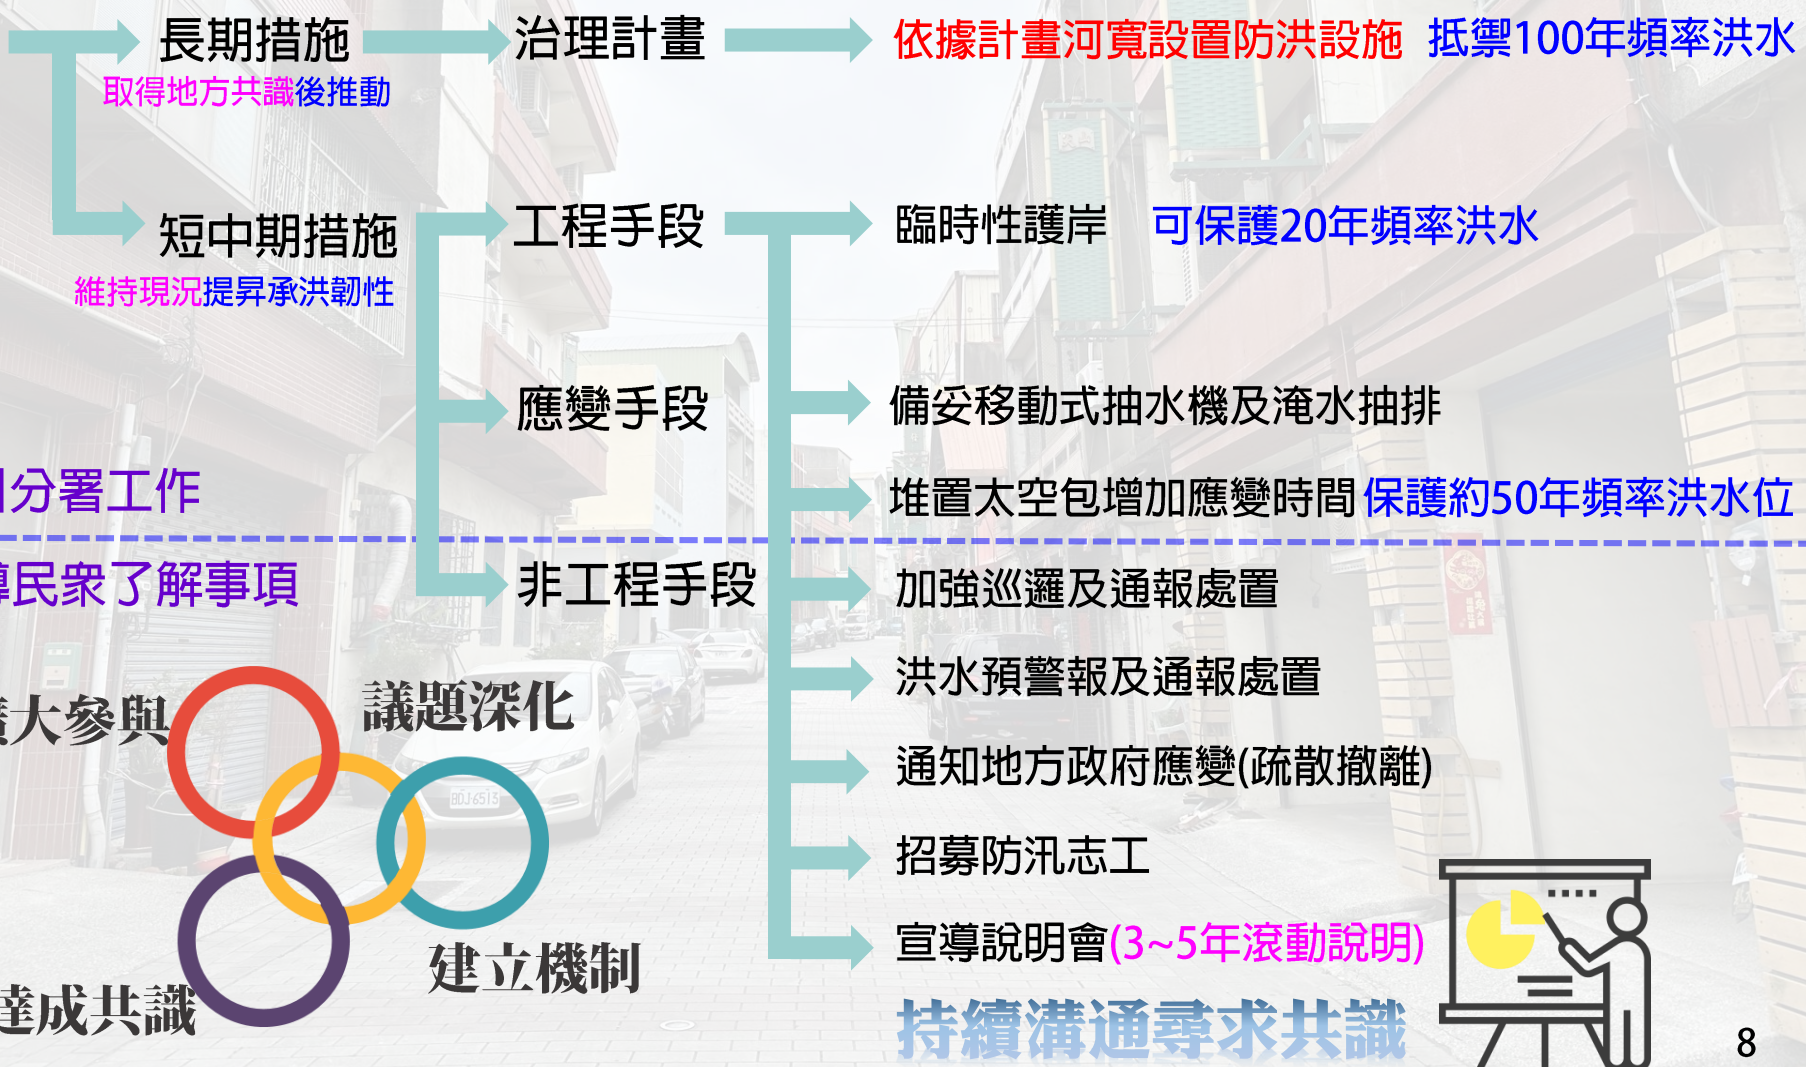 長期措施
取得地方共識後推動
治理計畫
依據計畫河寬設置防洪設施 抵禦100年頻率洪水
短中期措施
維持現況提昇承洪韌性
工程手段
臨時性護岸 可保護20年頻率洪水
應變手段
備妥移動式抽水機及淹水抽排
堆置太空包增加應變時間 保護約50年頻率洪水位
分署工作
民眾了解事項
非工程手段
加強巡邏及通報處置
洪水預警報及通報處置
通知地方政府應變(疏散撤離)
招募防汛志工
宣導說明會(3~5年滾動說明)
大參與
議題深化
建立機制
達成共識
持續溝通尋求共識
BDJ6513
8